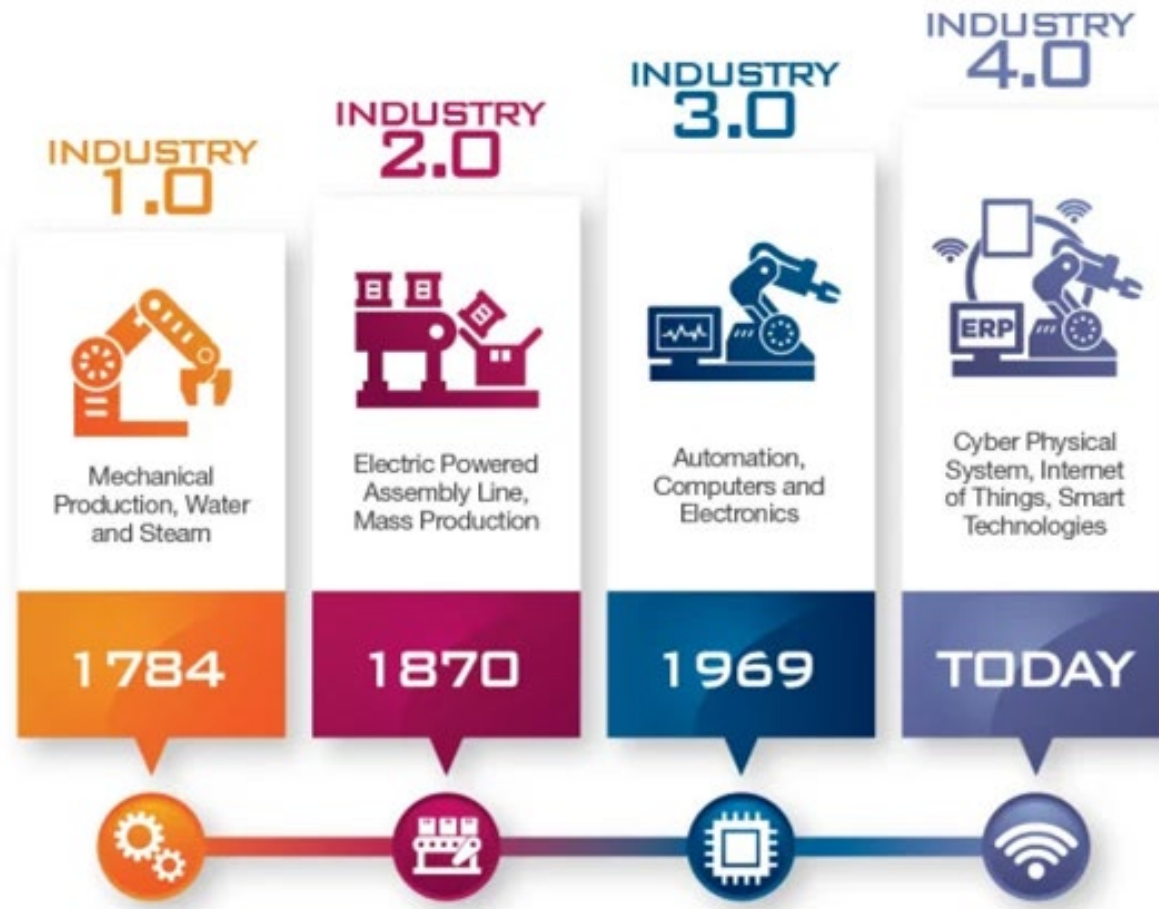 INDUSTRY
1.0
Mechanical
Production, Water
and Steam
1784
INDUSTRY
2.0
Electric Powered
Assembly Line,
Mass Production
1870
INDUSTRY
3.0
Automation,
Computers and
Electronics
1969
INDUSTRY
4.0
ERP
Cyber Physical
System, Internet
of Things, Smart
Technologies
TODAY